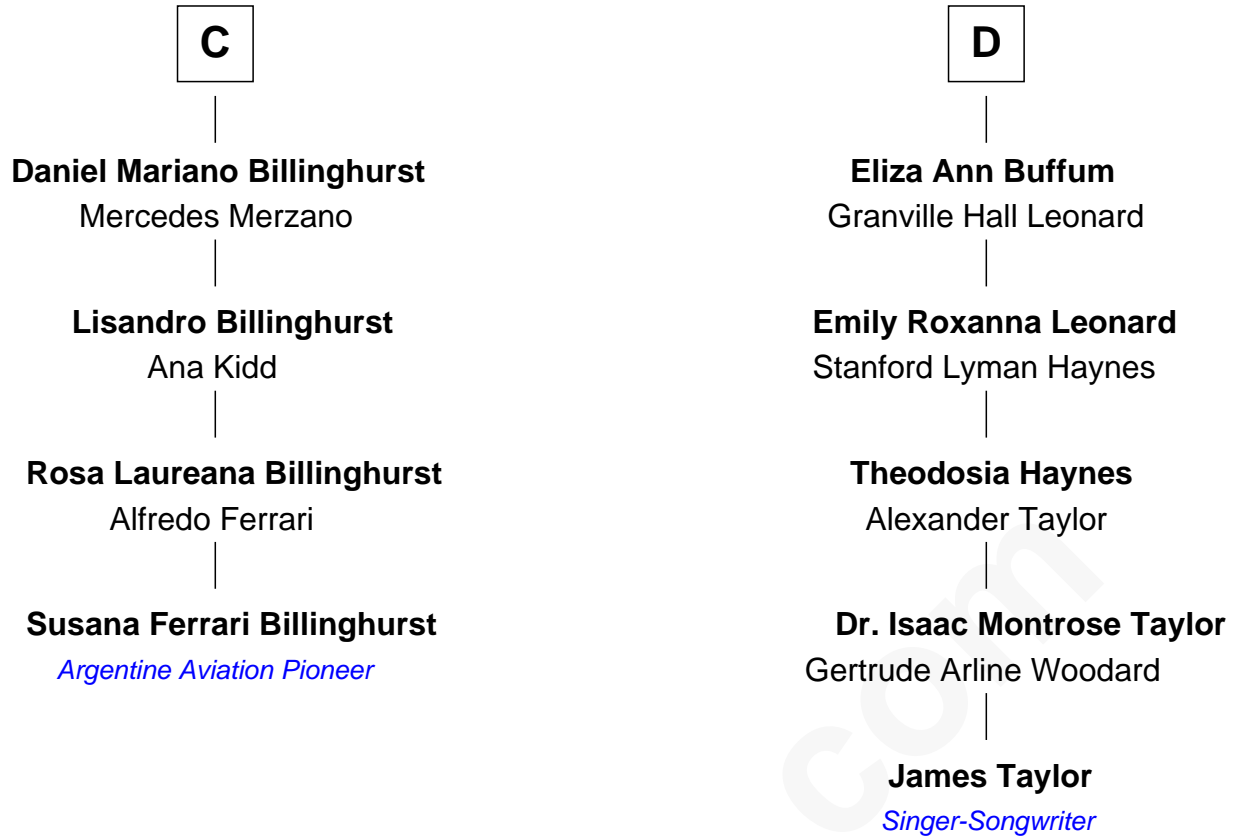 C
Daniel Mariano Billinghurst
Mercedes Merzano
Lisandro Billinghurst
Ana Kidd
Rosa Laureana Billinghurst
Alfredo Ferrari
Susana Ferrari Billinghurst
Argentine Aviation Pioneer
D
Eliza Ann Buffum
Granville Hall Leonard
Emily Roxanna Leonard
Stanford Lyman Haynes
Theodosia Haynes
Alexander Taylor
Dr. Isaac Montrose Taylor
Gertrude Arline Woodard
James Taylor
Singer-Songwriter
com